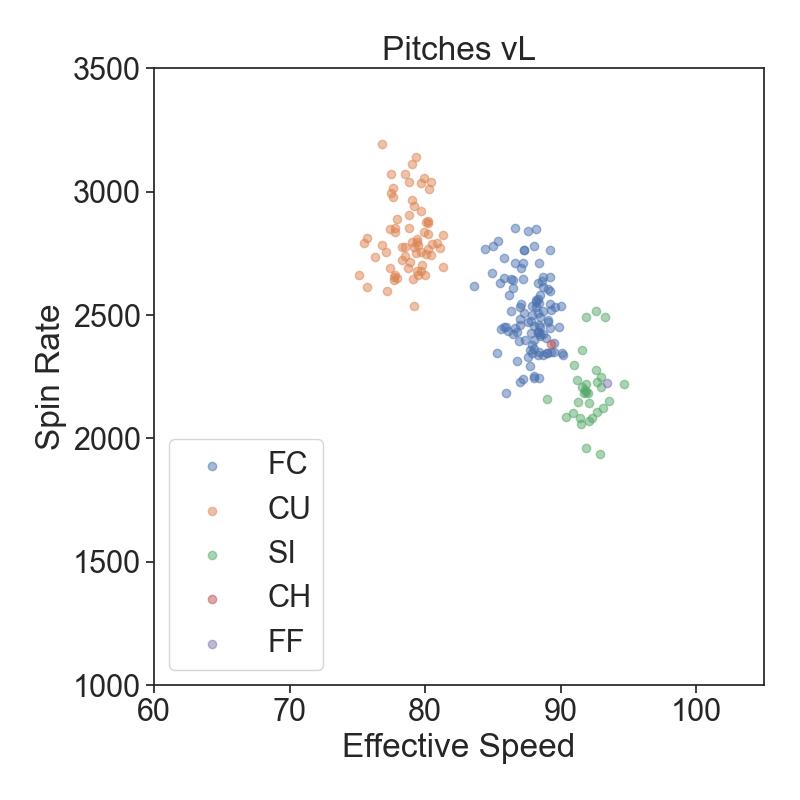 Pitches vL
3500
3000
2500
2000
1500
1000
Spin Rate
FC
CU
SI
CH
FF
60 70 80 90 100
Effective Speed